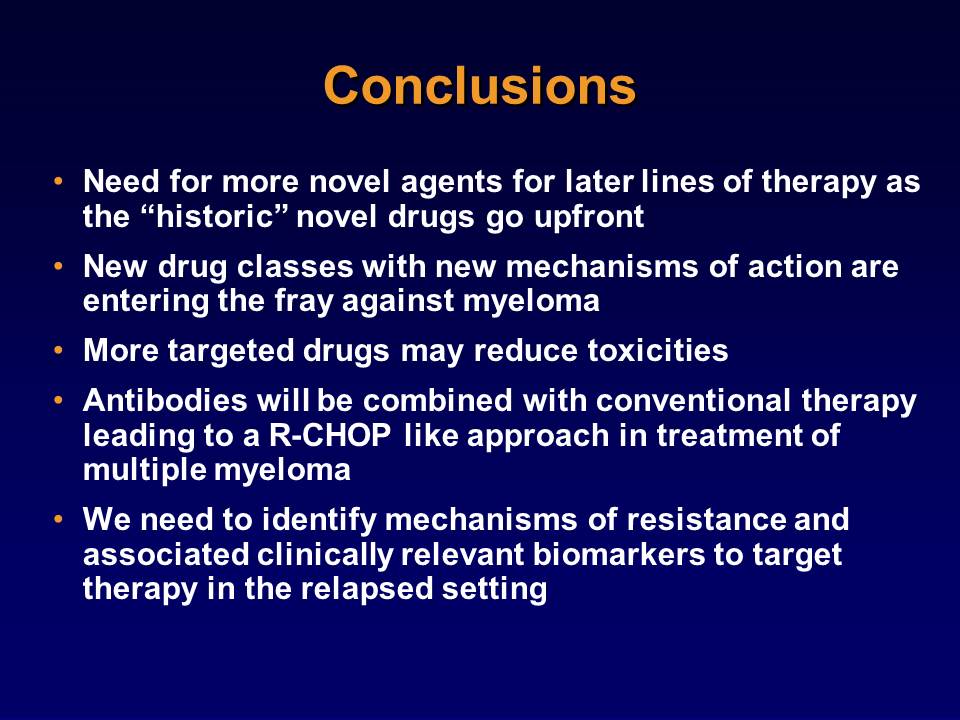 Conclusions
• Need for more novel agents for later lines of therapy as
the “historic” novel drugs go upfront
• New drug classes with new mechanisms of action are
entering the fray against myeloma
• More targeted drugs may reduce toxicities
• Antibodies will be combined with conventional therapy
leading to a R-CHOP like approach in treatment of
multiple myeloma
• We need to identify mechanisms of resistance and
associated clinically relevant biomarkers to target
therapy in the relapsed setting